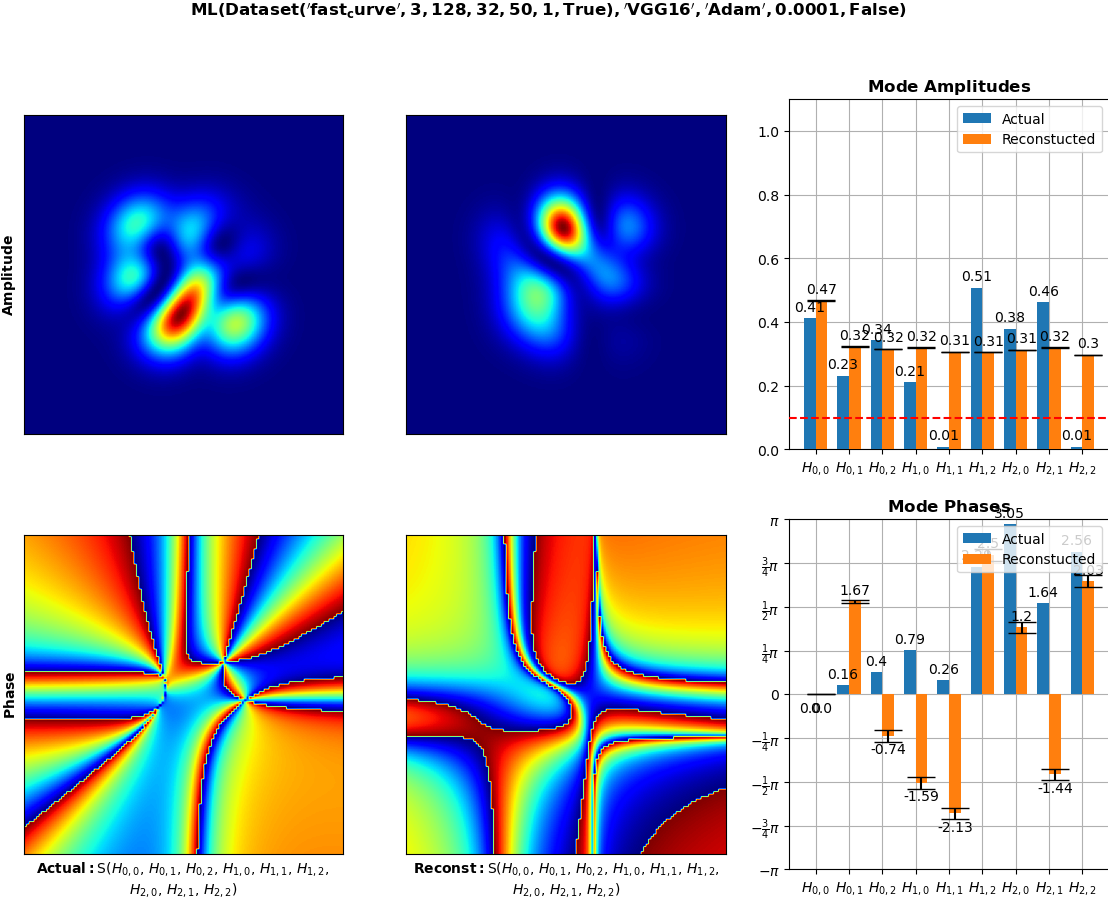 ML(Dataset('fast_curve', 3, 128, 32, 50, 1, True), 'VGG16', 'Adam', 0.0001, False)
Amplitude
Mode Amplitudes
Actual
Reconstucted
1.0
0.8
0.6
0.4
0.2
0.0
0.41 0.47 0.23 0.32 0.34 0.32 0.21 0.32 0.01 0.31 0.51 0.31 0.38 0.31 0.46 0.32 0.01 0.3
H0,0 H0,1 H0,2 H1,0 H1,1 H1,2 H2,0 H2,1 H2,2
Phase
Mode Phases
Actual
Reconstucted
π
3/4π
1/2π
1/4π
0
−1/4π
−1/2π
−3/4π
−π
0.0 0.0 0.16 1.67 0.4 -0.74 0.79 -1.59 0.26 -2.13 3.05 1.2 1.64 -1.44 2.56
H0,0 H0,1 H0,2 H1,0 H1,1 H1,2 H2,0 H2,1 H2,2
Actual: S(H0,0, H0,1, H0,2, H1,0, H1,1, H1,2,
H2,0, H2,1, H2,2)
Reconst: S(H0,0, H0,1, H0,2, H1,0, H1,1, H1,2,
H2,0, H2,1, H2,2)